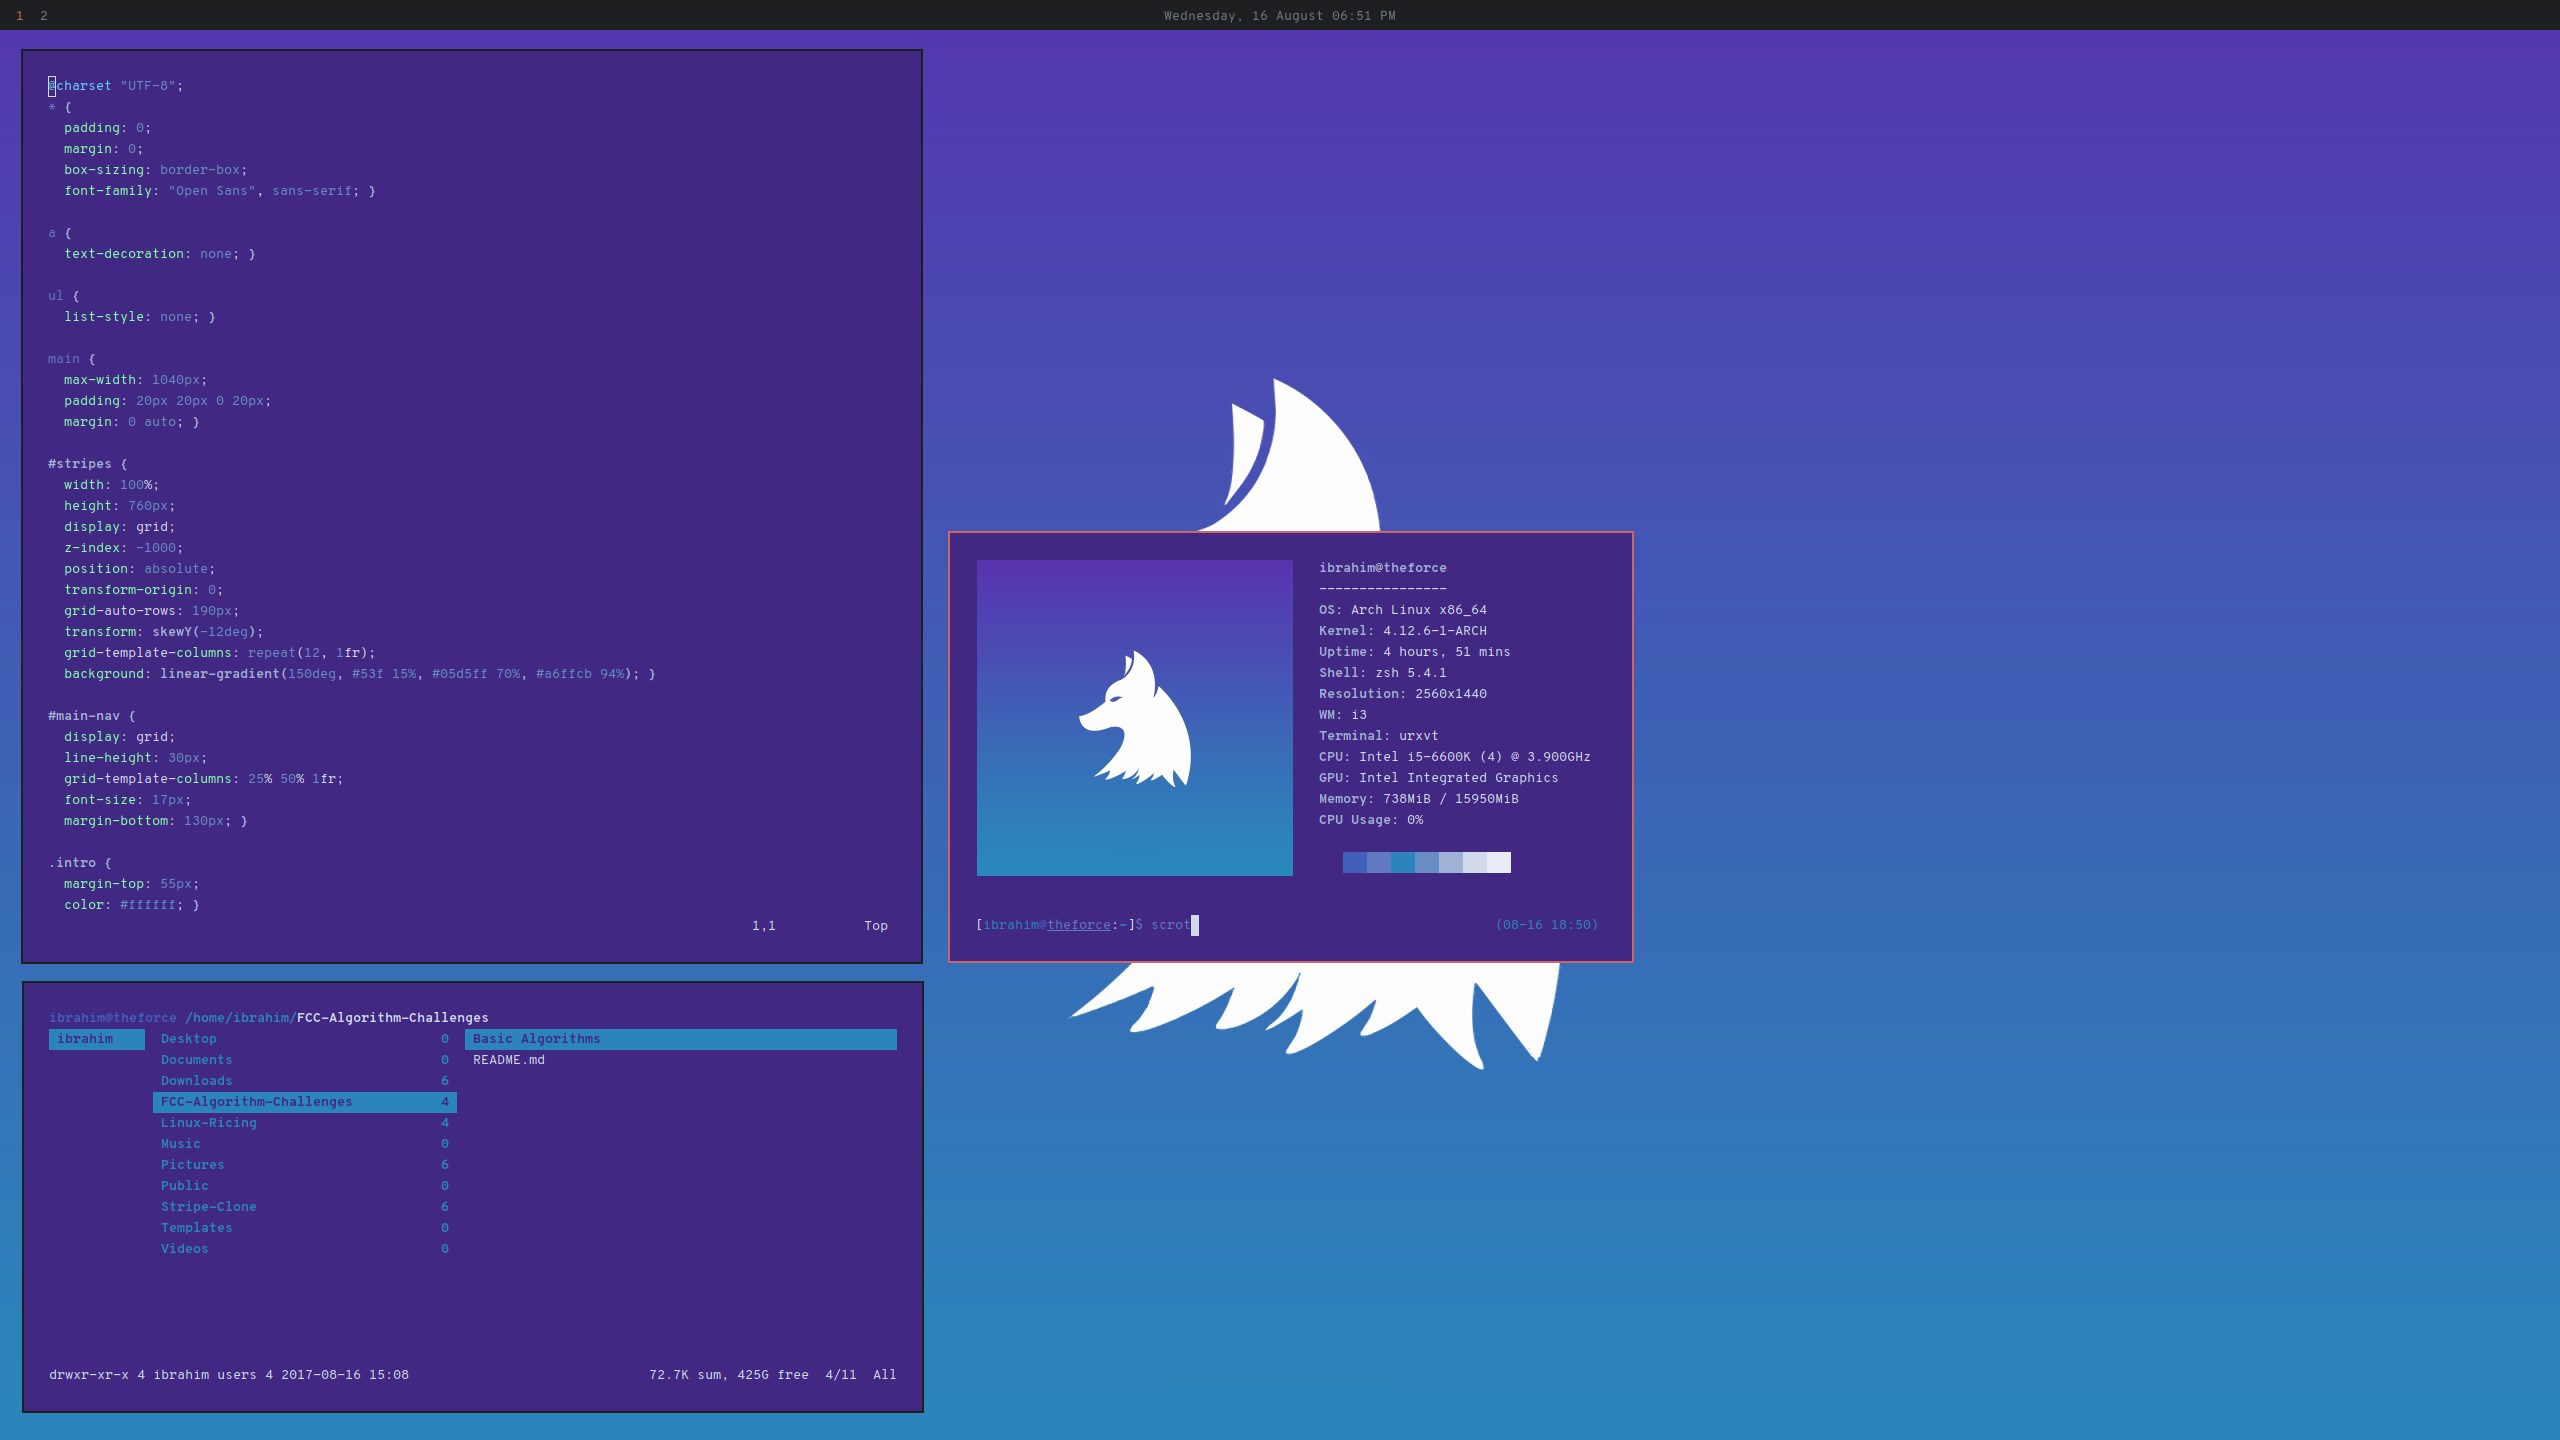 1 2
Wednesday, 16 August 06:51 PM
@charset "UTF-8";
* {
  padding: 0;
  margin: 0;
  box-sizing: border-box;
  font-family: "Open Sans", sans-serif; }

a {
  text-decoration: none; }

ul {
  list-style: none; }

main {
  max-width: 1040px;
  padding: 20px 20px 0 20px;
  margin: 0 auto; }

#stripes {
  width: 100%;
  height: 760px;
  display: grid;
  z-index: -1000;
  position: absolute;
  transform-origin: 0;
  grid-auto-rows: 190px;
  transform: skewY(-12deg);
  grid-template-columns: repeat(12, 1fr);
  background: linear-gradient(150deg, #53f 15%, #05d5ff 70%, #a6ffcb 94%); }

#main-nav {
  display: grid;
  line-height: 30px;
  grid-template-columns: 25% 50% 1fr;
  font-size: 17px;
  margin-bottom: 130px; }

.intro {
  margin-top: 55px;
  color: #ffffff; }
1,1 Top
ibrahim@theforce
----------------
OS: Arch Linux x86_64
Kernel: 4.12.6-1-ARCH
Uptime: 4 hours, 51 mins
Shell: zsh 5.4.1
Resolution: 2560x1440
WM: i3
Terminal: urxvt
CPU: Intel i5-6600K (4) @ 3.900GHz
GPU: Intel Integrated Graphics
Memory: 738MiB / 15950MiB
CPU Usage: 0%
[ibrahim@theforce:~]$ scrot (08-16 18:50)
ibrahim@theforce /home/ibrahim/FCC-Algorithm-Challenges
ibrahim Desktop 0 Basic Algorithms
Documents 0 README.md
Downloads 6
FCC-Algorithm-Challenges 4
Linux-Ricing 4
Music 0
Pictures 6
Public 0
Stripe-Clone 6
Templates 0
Videos 0
drwxr-xr-x 4 ibrahim users 4 2017-08-16 15:08 72.7K sum, 425G free 4/11 All